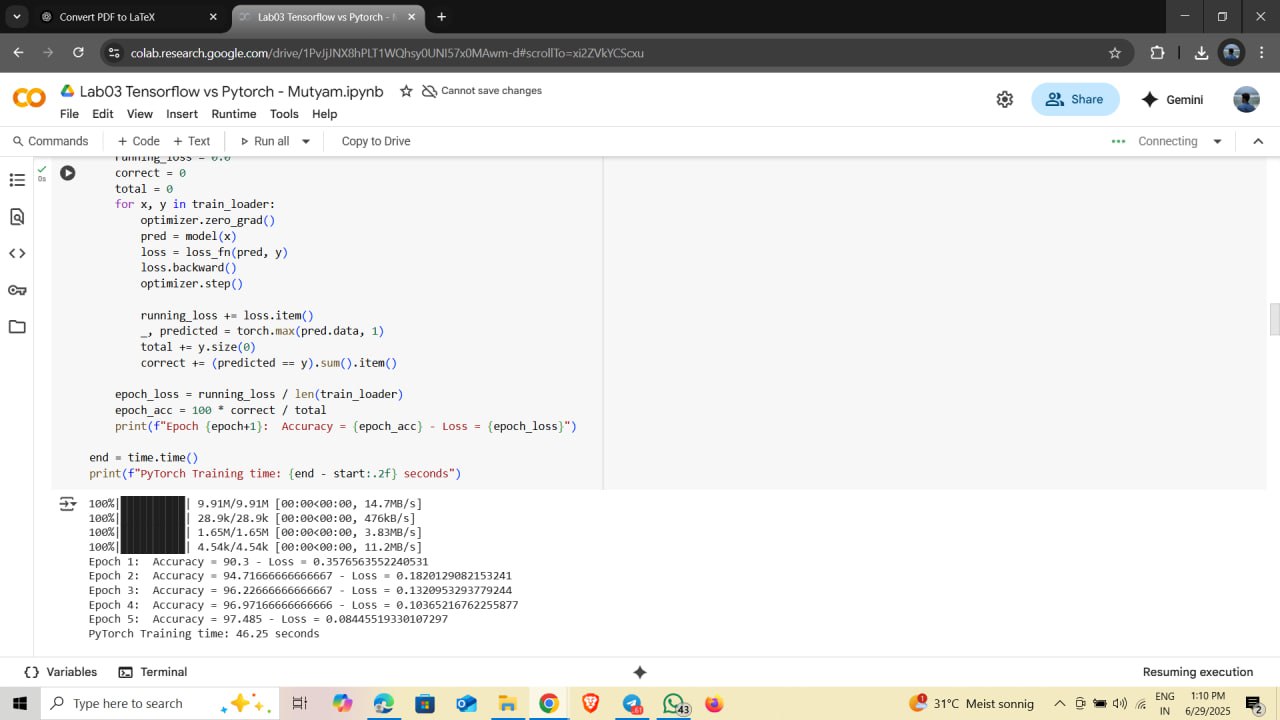 Convert PDF to LaTeX
Lab03 Tensorflow vs Pytorch - M
colab.research.google.com/drive/1PvJjJNX8hPLT1WQhsy0UNI57x0MAwm-d#scrollTo=xi2ZVkYCScxu
Lab03 Tensorflow vs Pytorch - Mutyam.ipynb
Cannot save changes
Share
Gemini
File Edit View Insert Runtime Tools Help
Commands + Code + Text Run all Copy to Drive
Connecting
running_loss = 0.0
0s
correct = 0
total = 0
for x, y in train_loader:
optimizer.zero_grad()
pred = model(x)
loss = loss_fn(pred, y)
loss.backward()
optimizer.step()
running_loss += loss.item()
_, predicted = torch.max(pred.data, 1)
total += y.size(0)
correct += (predicted == y).sum().item()
epoch_loss = running_loss / len(train_loader)
epoch_acc = 100 * correct / total
print(f"Epoch {epoch+1}:  Accuracy = {epoch_acc} - Loss = {epoch_loss}")
end = time.time()
print(f"PyTorch Training time: {end - start:.2f} seconds")
100%|██████████| 9.91M/9.91M [00:00<00:00, 14.7MB/s]
100%|██████████| 28.9k/28.9k [00:00<00:00, 476kB/s]
100%|██████████| 1.65M/1.65M [00:00<00:00, 3.83MB/s]
100%|██████████| 4.54k/4.54k [00:00<00:00, 11.2MB/s]
Epoch 1:  Accuracy = 90.3 - Loss = 0.3576563552240531
Epoch 2:  Accuracy = 94.71666666666667 - Loss = 0.1820129082153241
Epoch 3:  Accuracy = 96.22666666666667 - Loss = 0.1320953293779244
Epoch 4:  Accuracy = 96.97166666666666 - Loss = 0.10365216762255877
Epoch 5:  Accuracy = 97.485 - Loss = 0.08445519330107297
PyTorch Training time: 46.25 seconds
{} Variables Terminal
Resuming execution
Type here to search
61
43
1
31°C Meist sonnig
ENG
IN
1:10 PM
6/29/2025
2